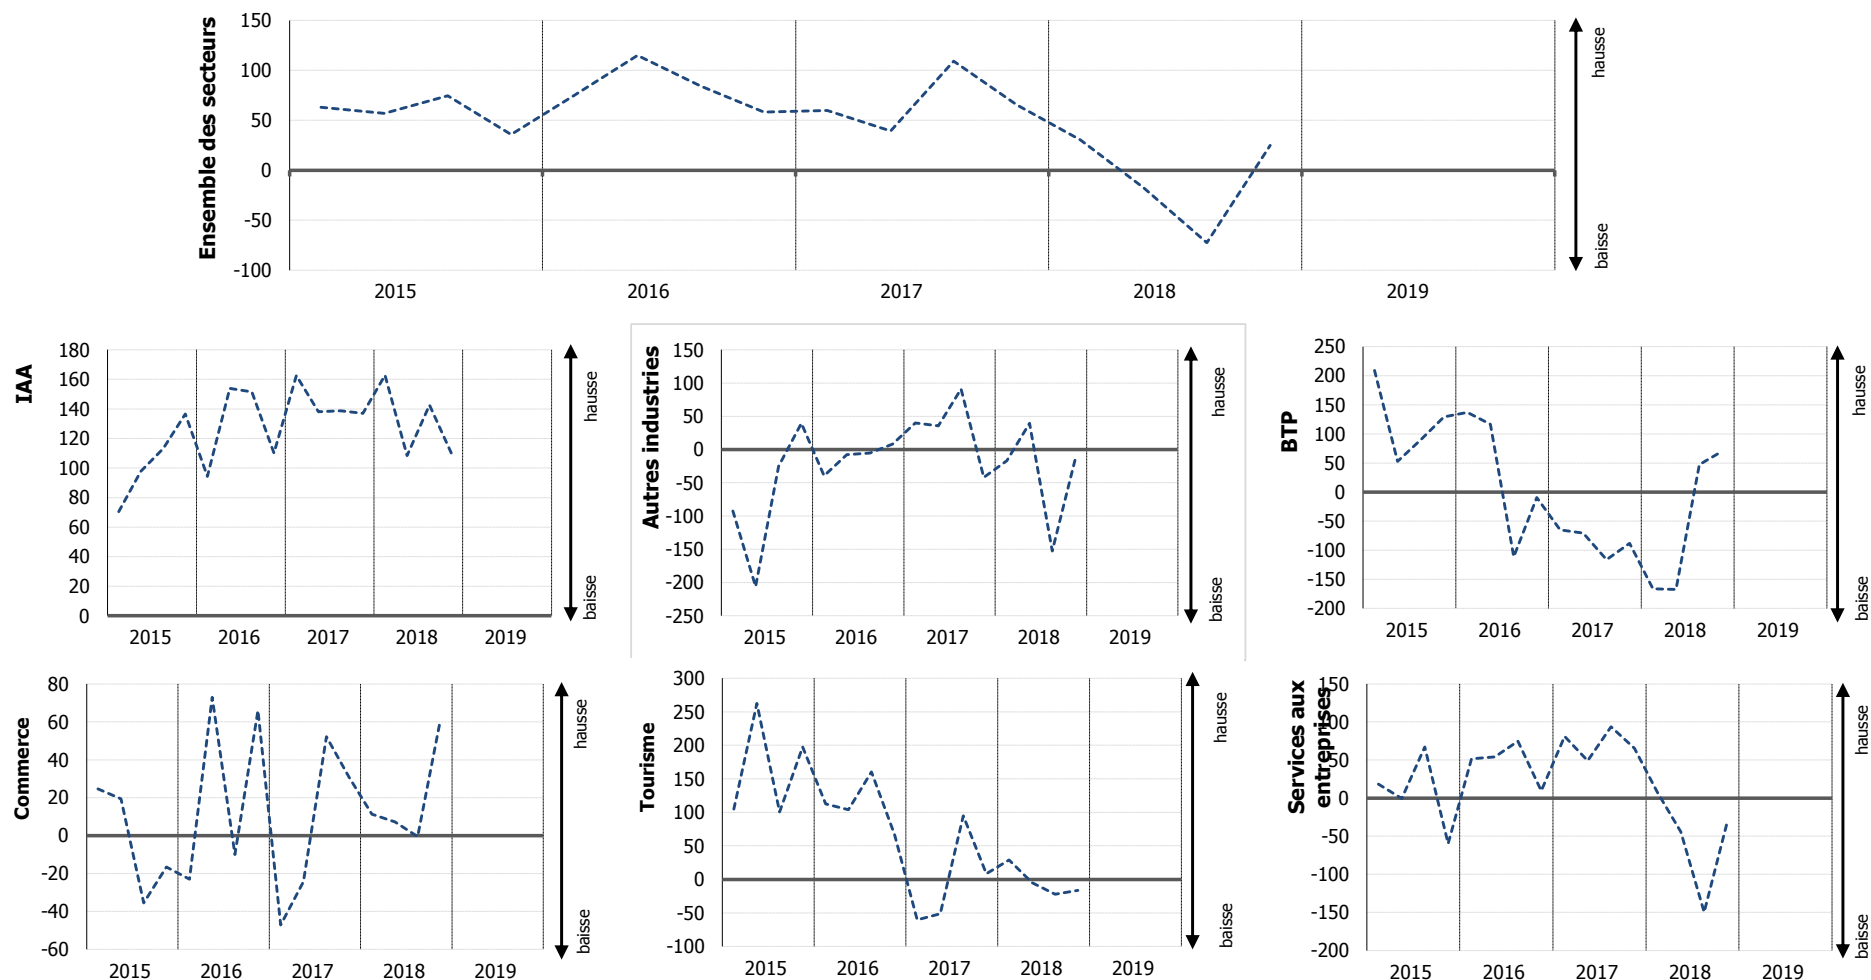 Ensemble des secteurs
150
100
50
0
-50
-100
2015 2016 2017 2018 2019
hausse
baisse
IAA
180
160
140
120
100
80
60
40
20
0
2015 2016 2017 2018 2019
hausse
baisse
Autres industries
150
100
50
0
-50
-100
-150
-200
-250
2015 2016 2017 2018 2019
hausse
baisse
BTP
250
200
150
100
50
0
-50
-100
-150
-200
2015 2016 2017 2018 2019
hausse
baisse
Commerce
80
60
40
20
0
-20
-40
-60
2015 2016 2017 2018 2019
hausse
baisse
Tourisme
300
250
200
150
100
50
0
-50
-100
2015 2016 2017 2018 2019
hausse
baisse
Services aux
entreprises
150
100
50
0
-50
-100
-150
-200
2015 2016 2017 2018 2019
hausse
baisse